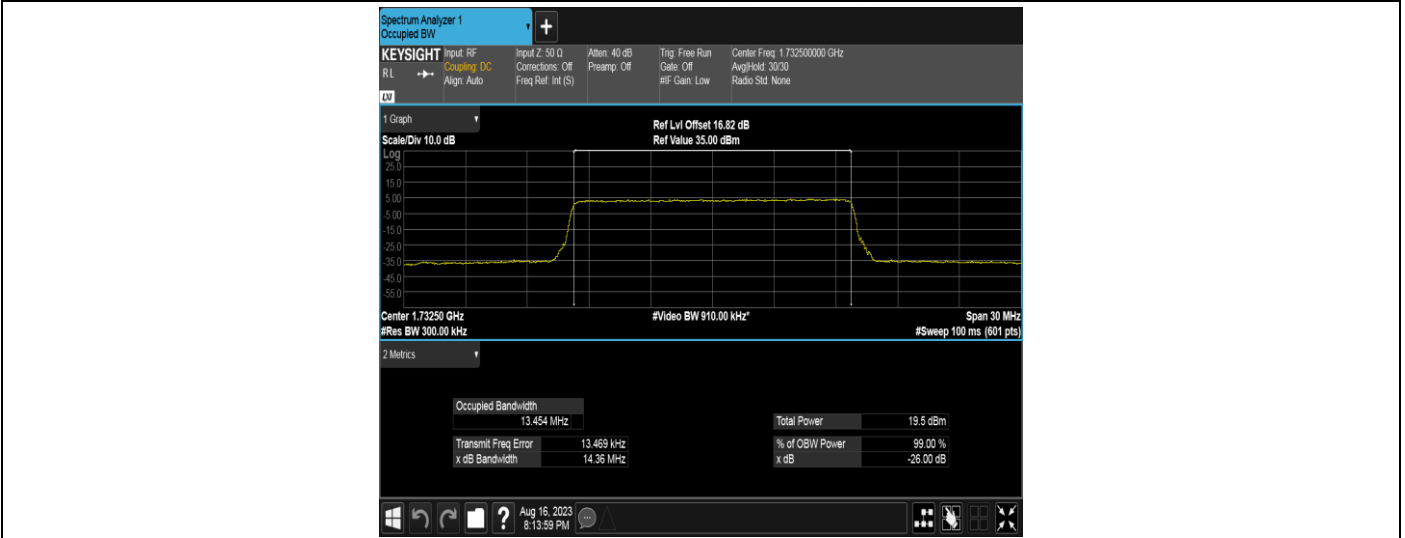 Spectrum Analyzer 1
Occupied BW
+
KEYSIGHT Input: RF Input Z: 50 Ω Atten: 40 dB Trig: Free Run Center Freq: 1.732500000 GHz
RL Coupling: DC Corrections: Off Preamp: Off Gate: Off Avg|Hold: 30/30
Align: Auto Freq Ref: Int (S) #IF Gain: Low Radio Std: None
LXI
1 Graph
Ref Lvl Offset 16.82 dB
Scale/Div 10.0 dB Ref Value 35.00 dBm
Log
25.0
15.0
5.00
-5.00
-15.0
-25.0
-35.0
-45.0
-55.0
Center 1.73250 GHz #Video BW 910.00 kHz* Span 30 MHz
#Res BW 300.00 kHz #Sweep 100 ms (601 pts)
2 Metrics
Occupied Bandwidth
13.454 MHz Total Power 19.5 dBm
Transmit Freq Error 13.469 kHz % of OBW Power 99.00 %
x dB Bandwidth 14.36 MHz x dB -26.00 dB
? Aug 16, 2023
8:13:59 PM